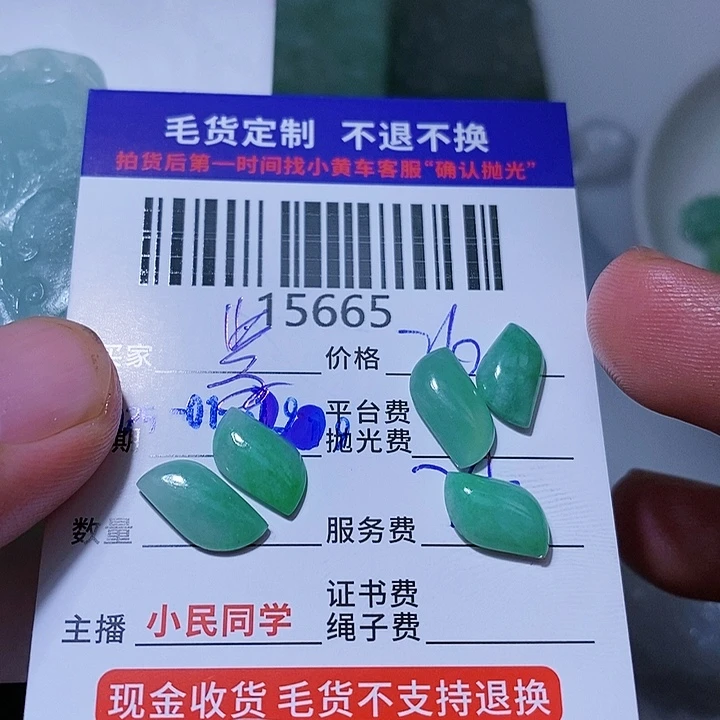 毛货定制 不退不换
拍货后第一时间找小黄车客服“确认抛光”
15665
买家
价格
平台费
期
抛光费
数量
服务费
证书费
主播 小民同学
绳子费
现金收货 毛货不支持退换